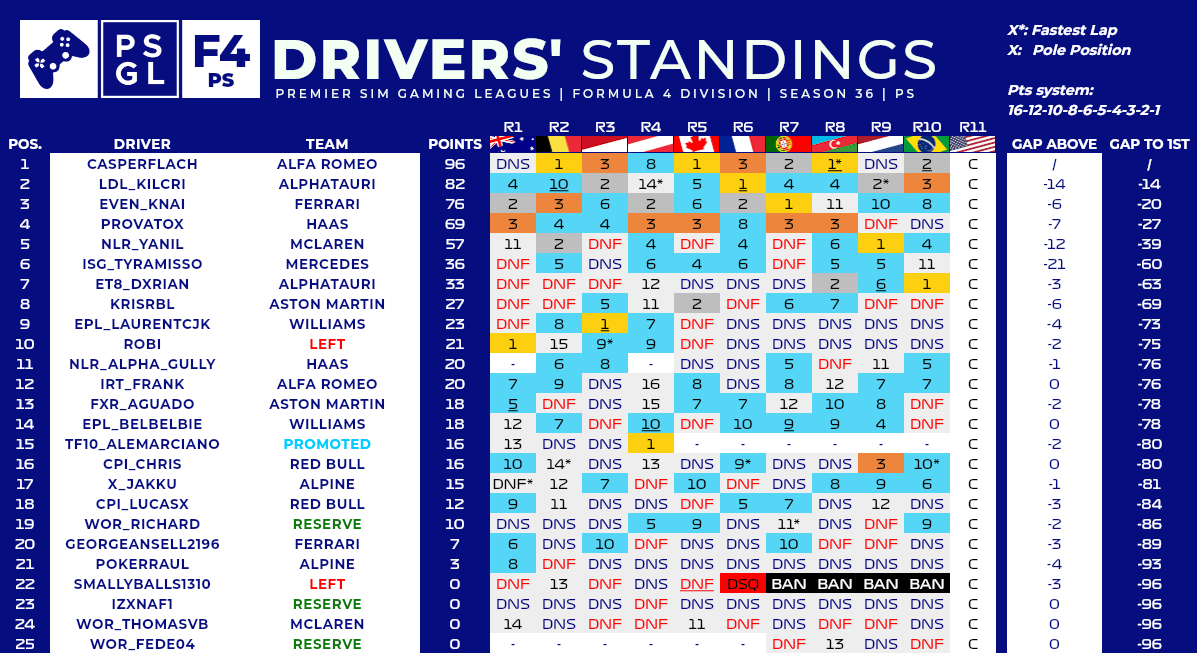 PS GL F4 PS DRIVERS' STANDINGS
PREMIER SIM GAMING LEAGUES | FORMULA 4 DIVISION | SEASON 36 | PS
X*: Fastest Lap
X: Pole Position
Pts system:
16-12-10-8-6-5-4-3-2-1
POS. DRIVER TEAM POINTS R1 R2 R3 R4 R5 R6 R7 R8 R9 R10 R11 GAP ABOVE GAP TO 1ST
1 CASPERFLACH ALFA ROMEO 96 DNS 1 3 8 1 3 2 1* DNS 2 C / /
2 LDL_KILCRI ALPHATAURI 82 4 10 2 14* 5 1 4 4 2* 3 C -14 -14
3 EVEN_KNAI FERRARI 76 2 3 6 2 6 2 1 11 10 8 C -6 -20
4 PROVATOX HAAS 69 3 4 4 3 3 8 3 3 DNF DNS C -7 -27
5 NLR_YANIL MCLAREN 57 11 2 DNF 4 DNF 4 DNF 6 1 4 C -12 -39
6 ISG_TYRAMISSO MERCEDES 36 DNF 5 DNS 6 4 6 DNF 5 5 11 C -21 -60
7 ET8_DXRIAN ALPHATAURI 33 DNF DNF DNF 12 DNS DNS DNS 2 6 1 C -3 -63
8 KRISRBL ASTON MARTIN 27 DNF DNF 5 11 2 DNF 6 7 DNF DNF C -6 -69
9 EPL_LAURENTCJK WILLIAMS 23 DNF 8 1 7 DNF DNS DNS DNS DNS DNS C -4 -73
10 ROBI LEFT 21 1 15 9* 9 DNF DNS DNS DNS DNS DNS C -2 -75
11 NLR_ALPHA_GULLY HAAS 20 - 6 8 - DNS DNS 5 DNF 11 5 C -1 -76
12 IRT_FRANK ALFA ROMEO 20 7 9 DNS 16 8 DNS 8 12 7 7 C 0 -76
13 FXR_AGUADO ASTON MARTIN 18 5 DNF DNS 15 7 7 12 10 8 DNF C -2 -78
14 EPL_BELBELBIE WILLIAMS 18 12 7 DNF 10 DNF 10 9 9 4 DNF C 0 -78
15 TF10_ALEMARCIANO PROMOTED 16 13 DNS DNS 1 - - - - - - C -2 -80
16 CPI_CHRIS RED BULL 16 10 14* DNS 13 DNS 9* DNS DNS 3 10* C 0 -80
17 X_JAKKU ALPINE 15 DNF* 12 7 DNF 10 DNF DNS 8 9 6 C -1 -81
18 CPI_LUCASX RED BULL 12 9 11 DNS DNS DNF 5 7 DNS 12 DNS C -3 -84
19 WOR_RICHARD RESERVE 10 DNS DNS DNS 5 9 DNS 11* DNS DNF 9 C -2 -86
20 GEORGEANSELL2196 FERRARI 7 6 DNS 10 DNF DNS DNS 10 DNF DNF DNS C -3 -89
21 POKERRAUL ALPINE 3 8 DNF DNS DNS DNS DNS DNS DNS DNS DNS C -4 -93
22 SMALLYBALLS1310 LEFT 0 DNF 13 DNF DNS DNF DSQ BAN BAN BAN BAN C -3 -96
23 IZXNAF1 RESERVE 0 DNS DNS DNS DNF DNS DNS DNS DNS DNS DNS C 0 -96
24 WOR_THOMASVB MCLAREN 0 14 DNS DNF DNF 11 DNF DNS DNF DNF DNS C 0 -96
25 WOR_FEDE04 RESERVE 0 - - - - - - DNF 13 DNS DNF C 0 -96